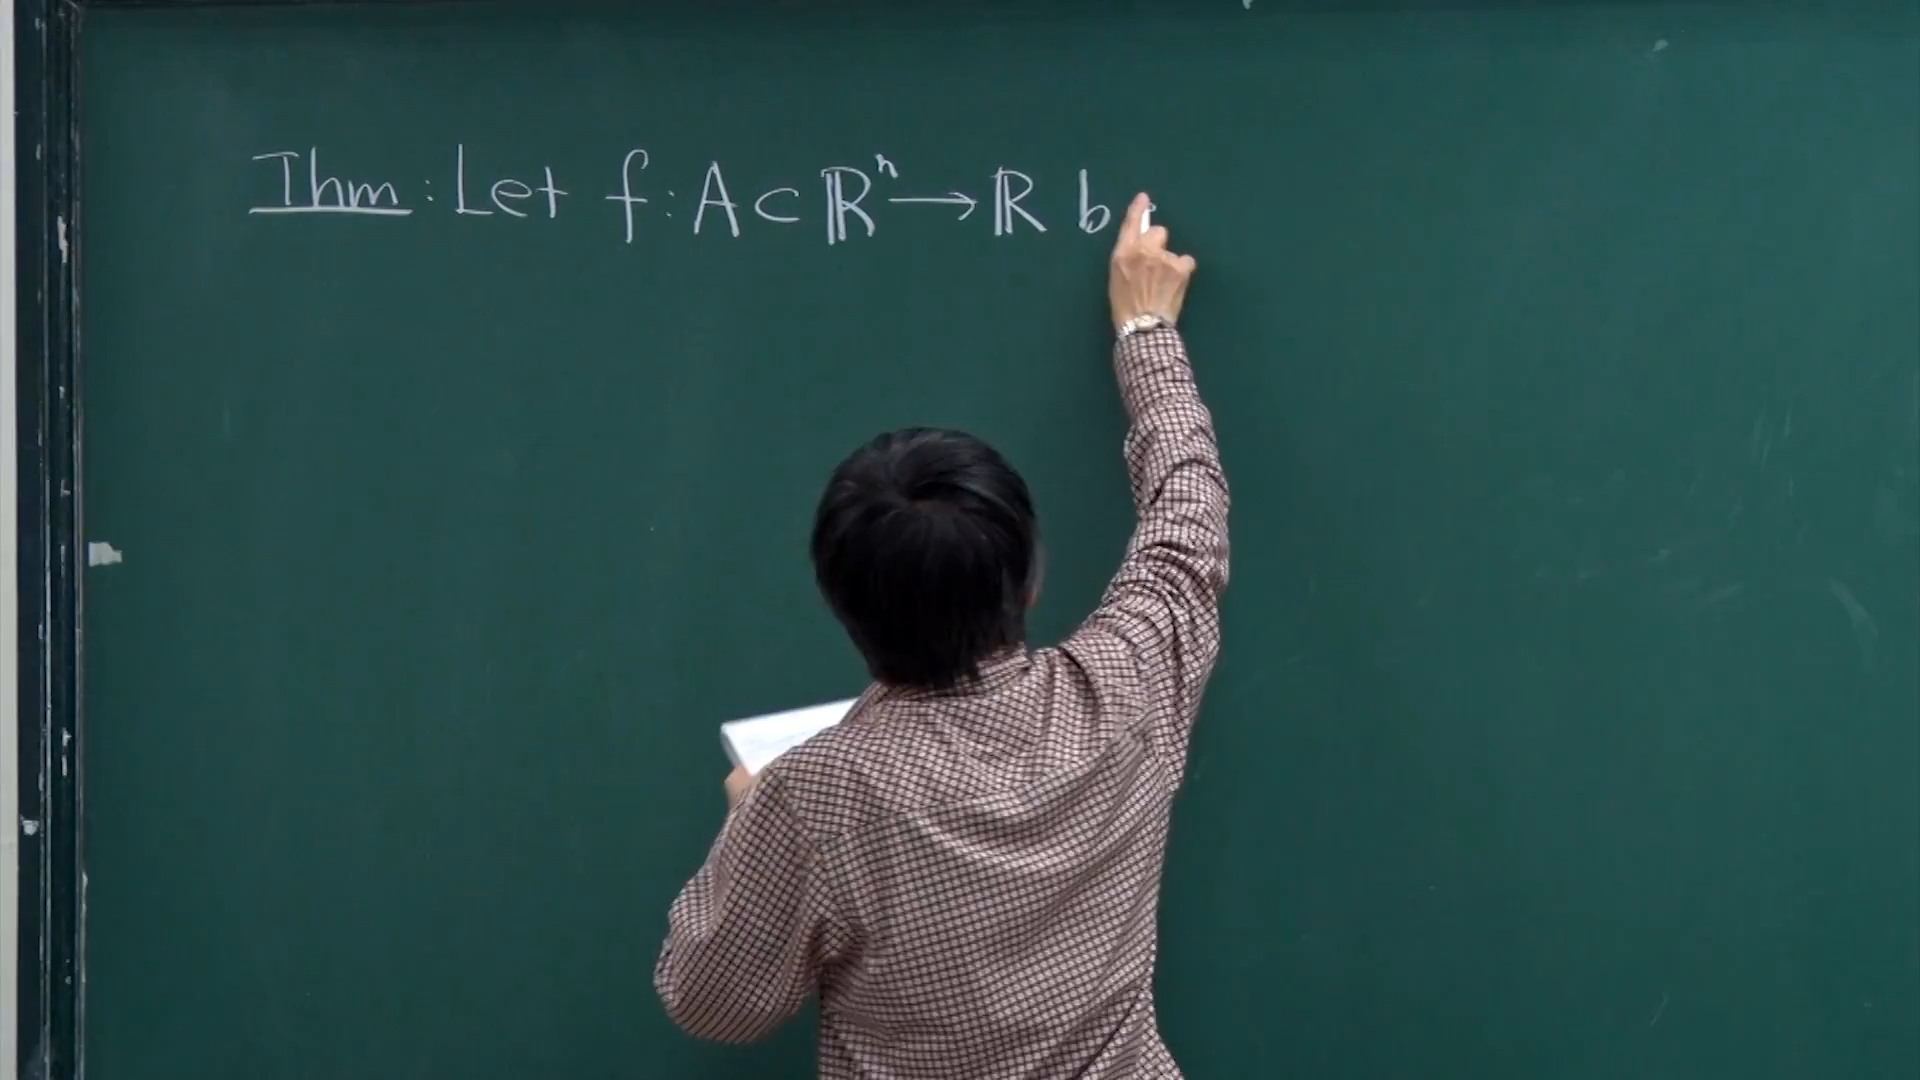 Thm: Let f: A ⊂ ℝⁿ → ℝ b